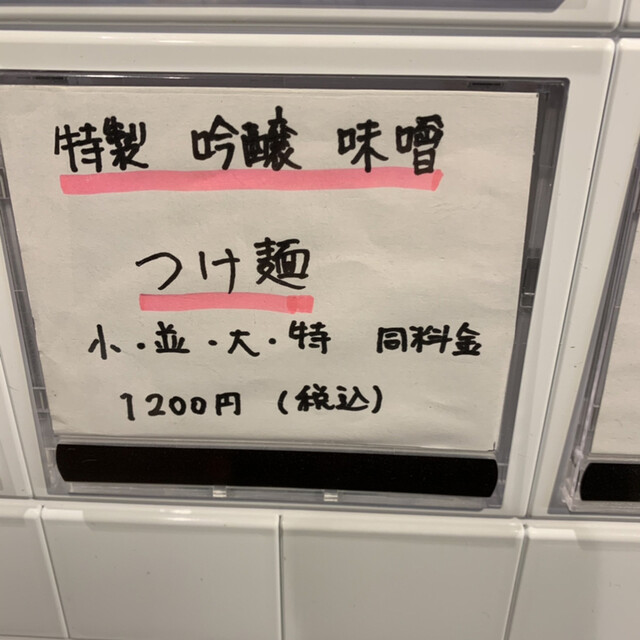 特製 吟醸 味噌
つけ麺
小・並・大・特 同料金
1200円 (税込)